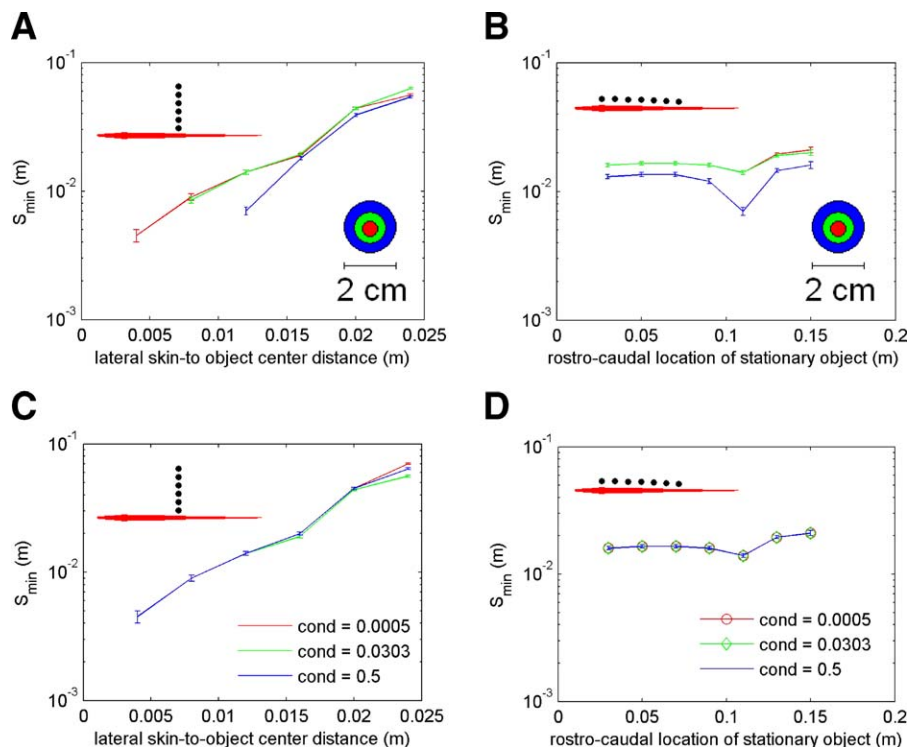 A
B
10^-1
10^-2
10^-3
S_min (m)
2 cm
0
0.005
0.01
0.015
0.02
0.025
lateral skin-to object center distance (m)
10^-1
10^-2
10^-3
S_min (m)
2 cm
0
0.05
0.1
0.15
0.2
rostro-caudal location of stationary object (m)
C
D
10^-1
10^-2
10^-3
S_min (m)
cond = 0.0005
cond = 0.0303
cond = 0.5
0
0.005
0.01
0.015
0.02
0.025
lateral skin-to-object center distance (m)
10^-1
10^-2
10^-3
S_min (m)
cond = 0.0005
cond = 0.0303
cond = 0.5
0
0.05
0.1
0.15
0.2
rostro-caudal location of stationary object (m)